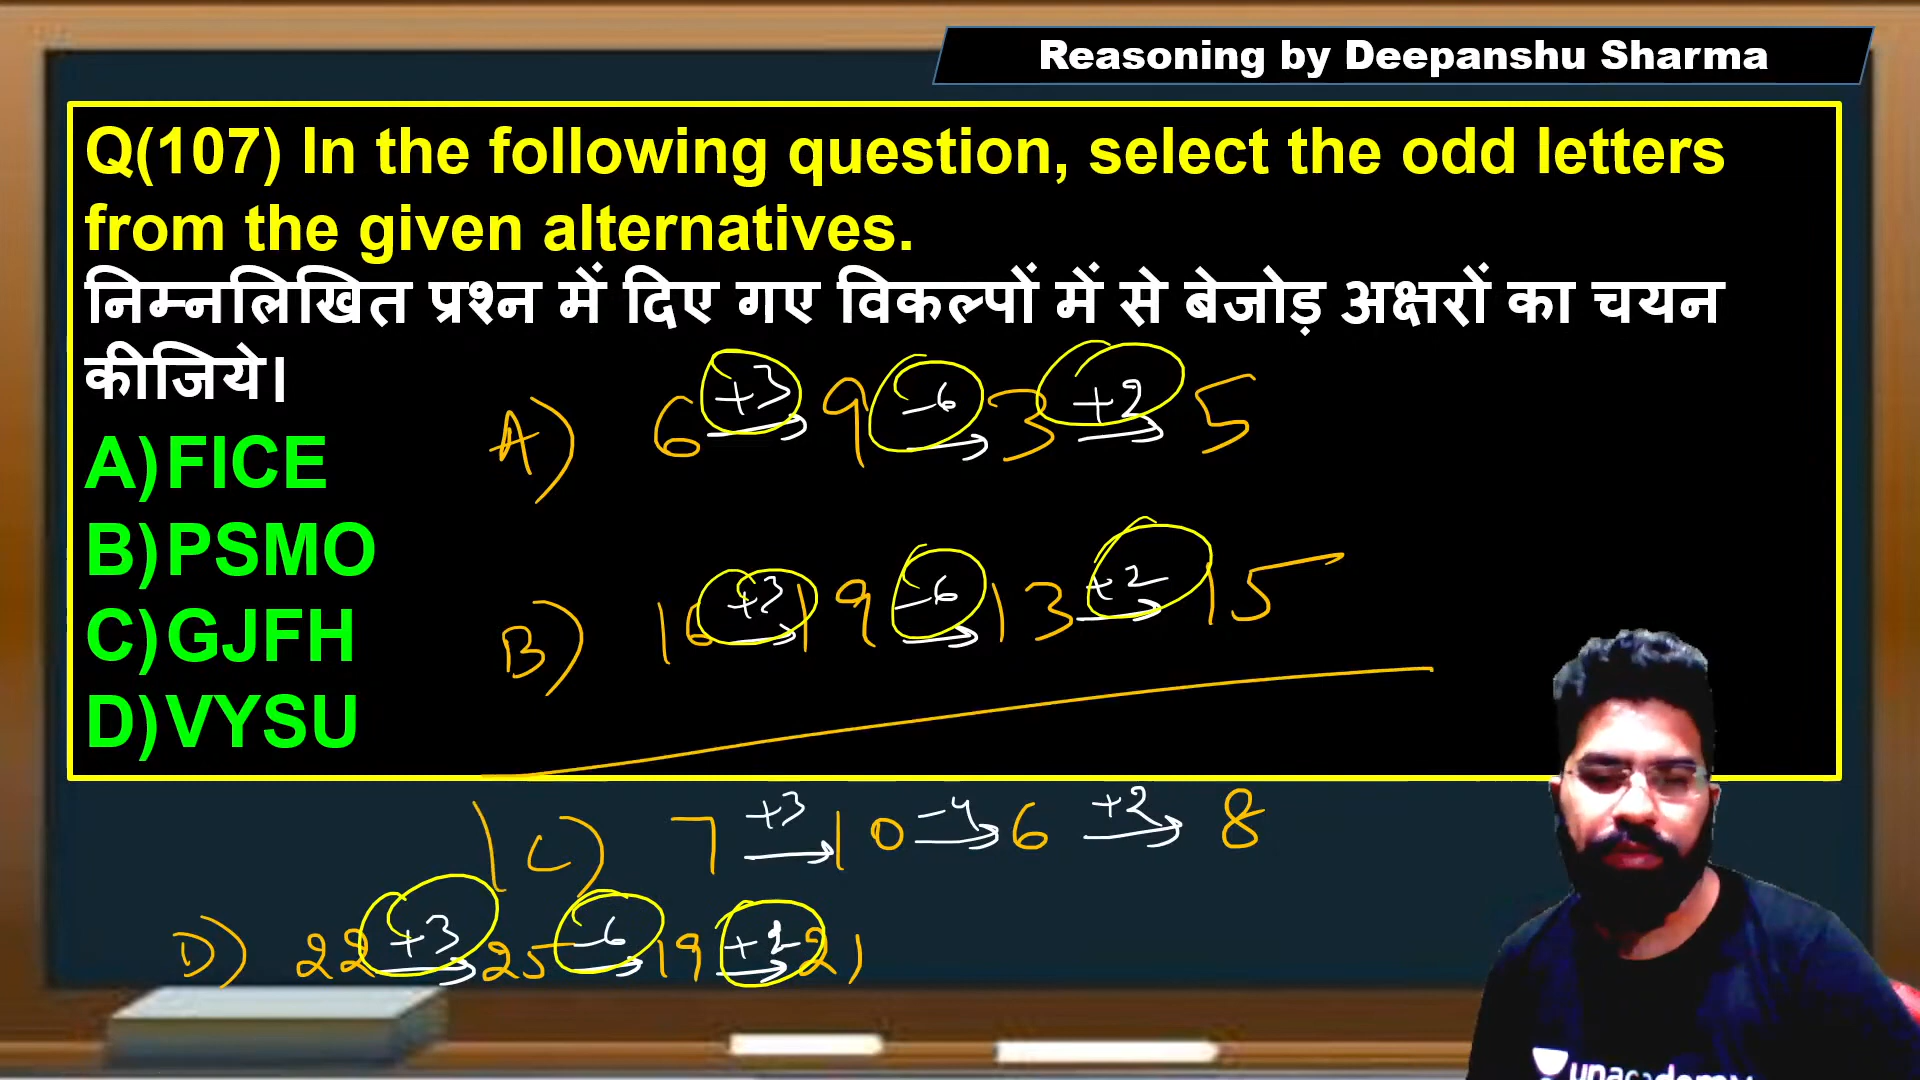 Reasoning by Deepanshu Sharma
Q(107) In the following question, select the odd letters
from the given alternatives.
निम्नलिखित प्रश्न में दिए गए विकल्पों में से बेजोड़ अक्षरों का चयन
कीजिये।
A) 6 +3 9 -6 3 +2 5
A) FICE
B) PSMO
B) 16 +3 19 -6 13 +2 15
C) GJFH
D) VYSU
C) 7 +3 10 -4 6 +2 8
D) 22 +3 25 -6 19 +2 21
unacademy